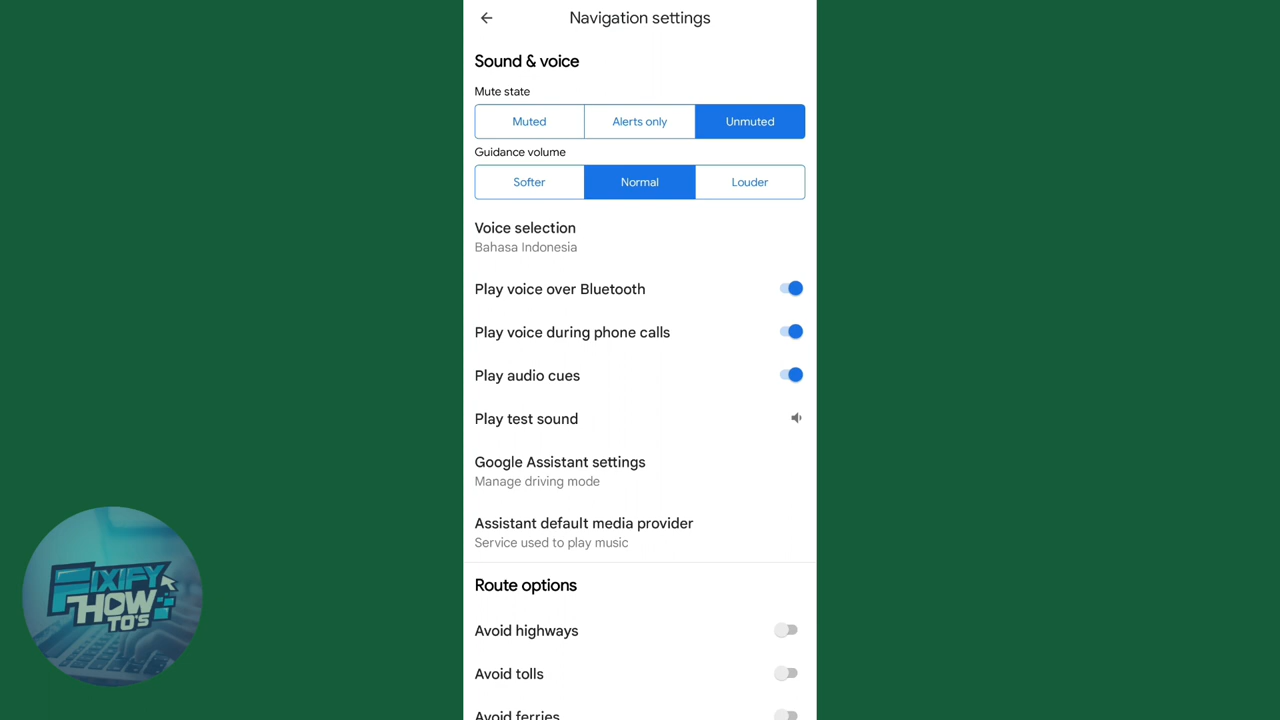 Navigation settings
Sound & voice
Mute state
Muted
Alerts only
Unmuted
Guidance volume
Softer
Normal
Louder
Voice selection
Bahasa Indonesia
Play voice over Bluetooth
Play voice during phone calls
Play audio cues
Play test sound
Google Assistant settings
Manage driving mode
Assistant default media provider
Service used to play music
Route options
Avoid highways
Avoid tolls
Avoid ferries
FIXIFY
HOW
TO'S